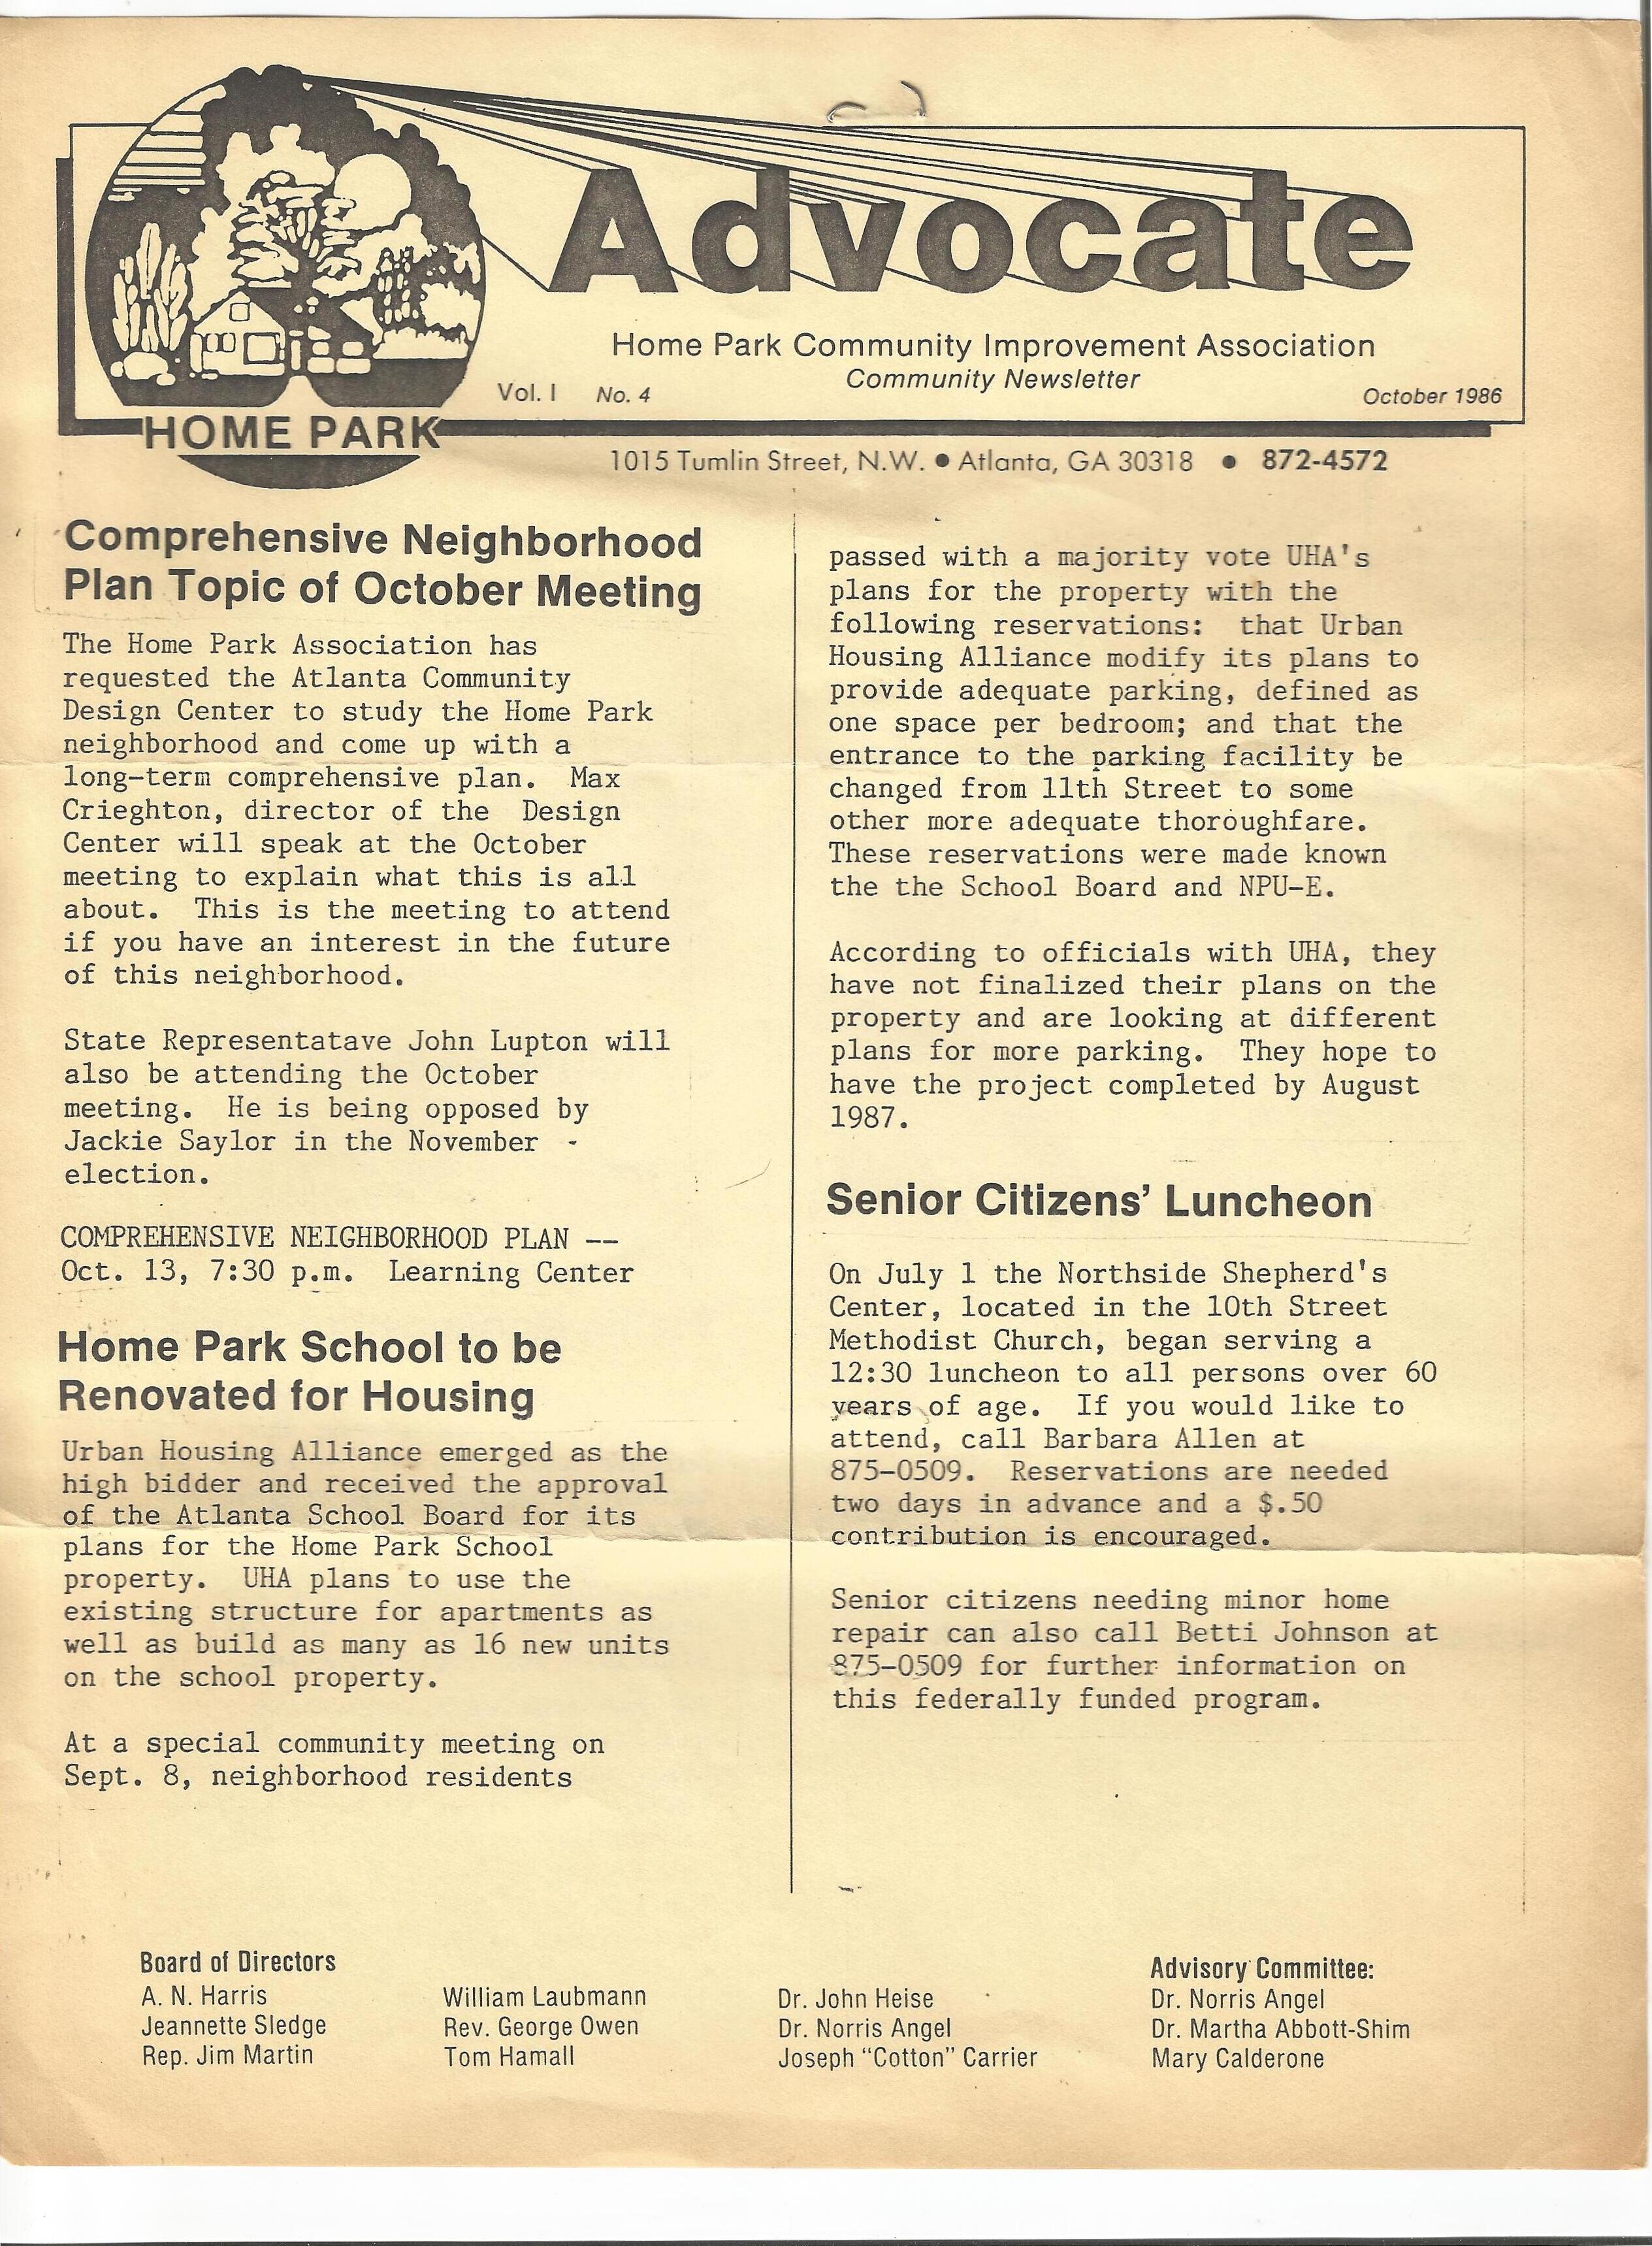 Advocate
Home Park Community Improvement Association
Community Newsletter
Vol. I No. 4
October 1986
HOME PARK
1015 Tumlin Street, N.W. ● Atlanta, GA 30318 ● 872-4572
Comprehensive Neighborhood
Plan Topic of October Meeting
The Home Park Association has
requested the Atlanta Community
Design Center to study the Home Park
neighborhood and come up with a
long-term comprehensive plan. Max
Crieghton, director of the Design
Center will speak at the October
meeting to explain what this is all
about. This is the meeting to attend
if you have an interest in the future
of this neighborhood.
State Representatave John Lupton will
also be attending the October
meeting. He is being opposed by
Jackie Saylor in the November -
election.
COMPREHENSIVE NEIGHBORHOOD PLAN --
Oct. 13, 7:30 p.m. Learning Center
Home Park School to be
Renovated for Housing
Urban Housing Alliance emerged as the
high bidder and received the approval
of the Atlanta School Board for its
plans for the Home Park School
property. UHA plans to use the
existing structure for apartments as
well as build as many as 16 new units
on the school property.
At a special community meeting on
Sept. 8, neighborhood residents
passed with a majority vote UHA's
plans for the property with the
following reservations: that Urban
Housing Alliance modify its plans to
provide adequate parking, defined as
one space per bedroom; and that the
entrance to the parking facility be
changed from 11th Street to some
other more adequate thoroughfare.
These reservations were made known
the the School Board and NPU-E.
According to officials with UHA, they
have not finalized their plans on the
property and are looking at different
plans for more parking. They hope to
have the project completed by August
1987.
Senior Citizens' Luncheon
On July 1 the Northside Shepherd's
Center, located in the 10th Street
Methodist Church, began serving a
12:30 luncheon to all persons over 60
years of age. If you would like to
attend, call Barbara Allen at
875-0509. Reservations are needed
two days in advance and a $.50
contribution is encouraged.
Senior citizens needing minor home
repair can also call Betti Johnson at
875-0509 for further information on
this federally funded program.
Board of Directors
A. N. Harris
Jeannette Sledge
Rep. Jim Martin
William Laubmann
Rev. George Owen
Tom Hamall
Dr. John Heise
Dr. Norris Angel
Joseph "Cotton" Carrier
Advisory Committee:
Dr. Norris Angel
Dr. Martha Abbott-Shim
Mary Calderone